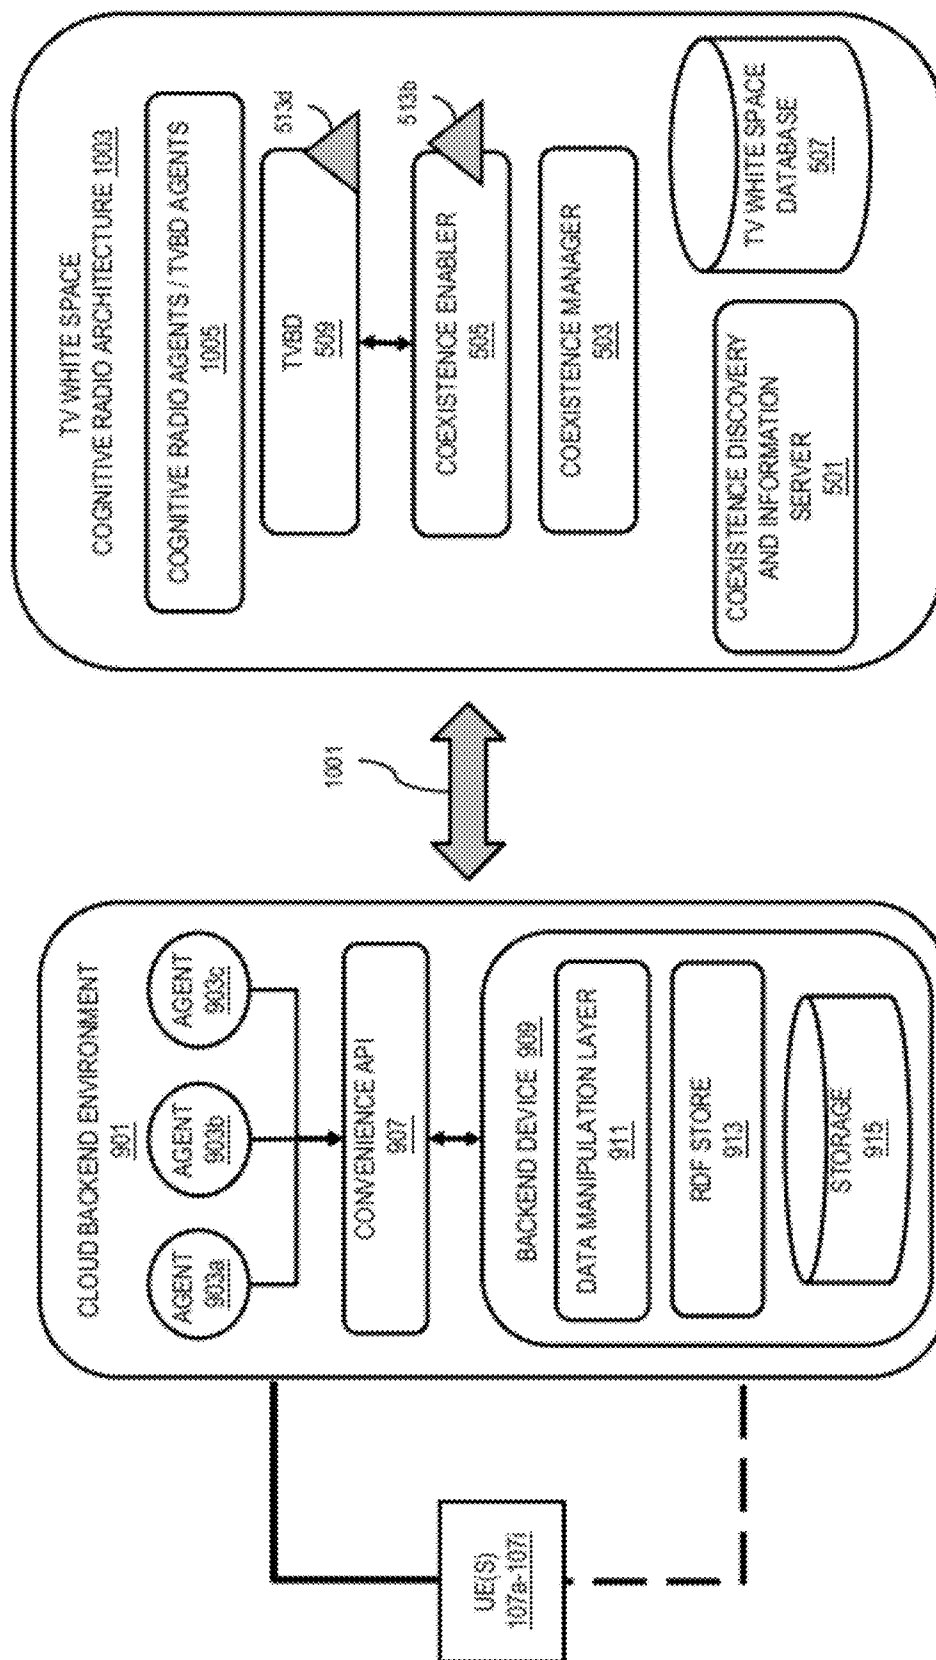 UE(S)
107a-107i
CLOUD BACKEND ENVIRONMENT
901
AGENT
903a
AGENT
903b
AGENT
903c
CONVENIENCE API
907
BACKEND DEVICE 909
DATA MANIPULATION LAYER
911
RDF STORE
913
STORAGE
915
1001
TV WHITE SPACE
COGNITIVE RADIO ARCHITECTURE 1003
COGNITIVE RADIO AGENTS / TVBD AGENTS
1005
TVBD
509
513d
COEXISTENCE ENABLER
505
513b
COEXISTENCE MANAGER
503
COEXISTENCE DISCOVERY
AND INFORMATION
SERVER
501
TV WHITE SPACE
DATABASE
507